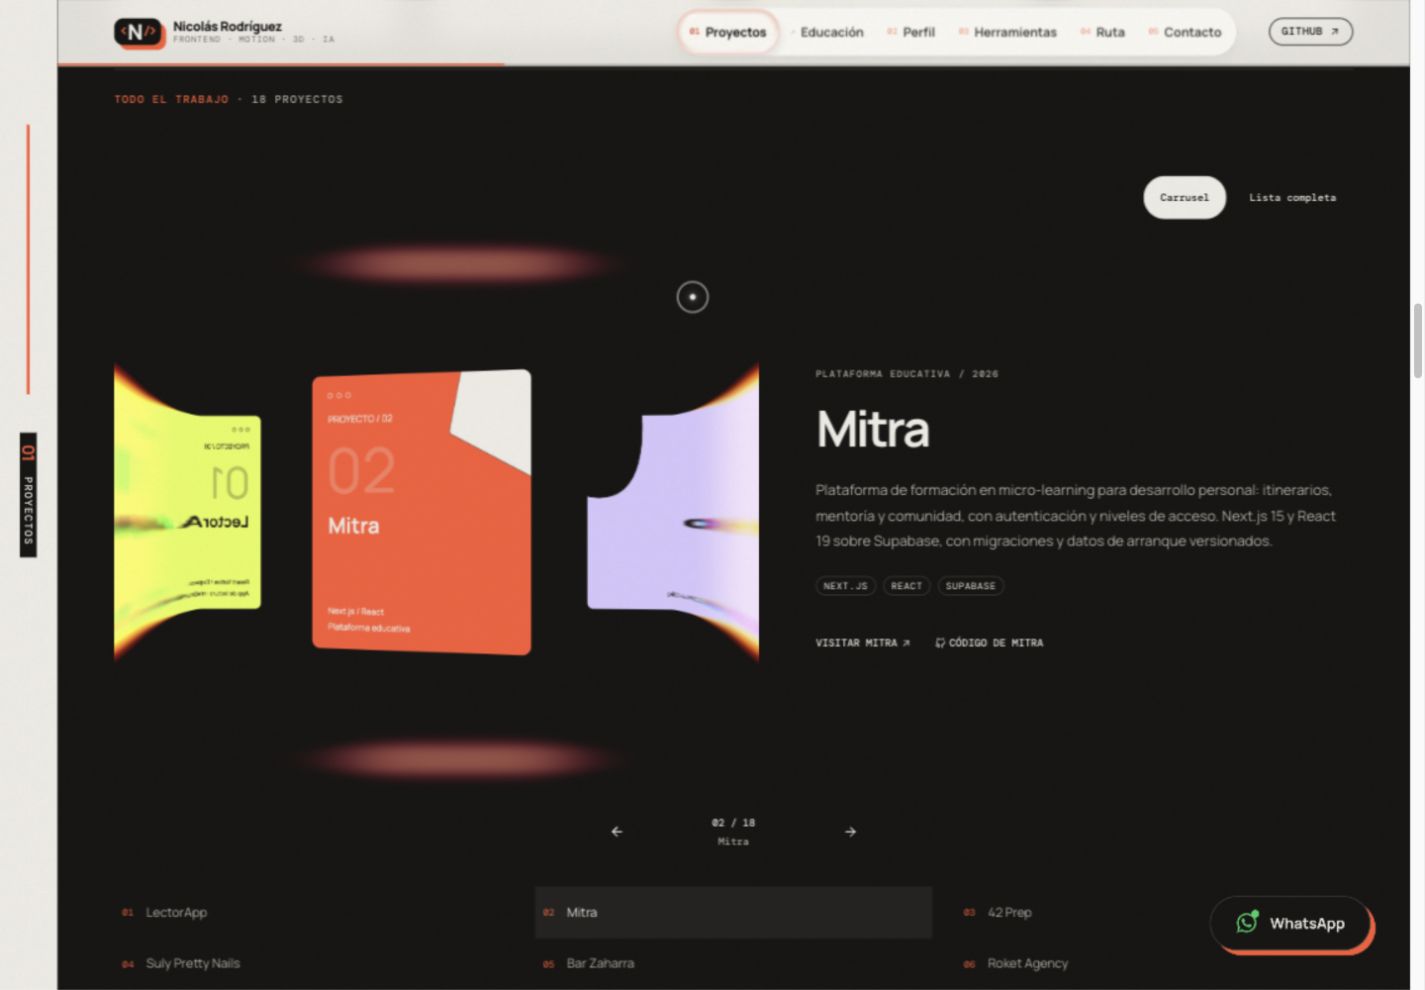 <N/>
Nicolás Rodríguez
FRONTEND · MOTION · 3D · IA
01 Proyectos
Educación
02 Perfil
03 Herramientas
04 Ruta
05 Contacto
GITHUB ↗
TODO EL TRABAJO · 18 PROYECTOS
Carrusel
Lista completa
01 PROYECTOS
PROYECTO / 01
01
LectorA
PROYECTO / 02
02
Mitra
Next.js / React
Plataforma educativa
PLATAFORMA EDUCATIVA / 2026
Mitra
Plataforma de formación en micro-learning para desarrollo personal: itinerarios,
mentoría y comunidad, con autenticación y niveles de acceso. Next.js 15 y React
19 sobre Supabase, con migraciones y datos de arranque versionados.
NEXT.JS
REACT
SUPABASE
VISITAR MITRA ↗
CÓDIGO DE MITRA
← 02 / 18 →
Mitra
01 LectorApp
02 Mitra
03 42 Prep
04 Suly Pretty Nails
05 Bar Zaharra
06 Roket Agency
WhatsApp